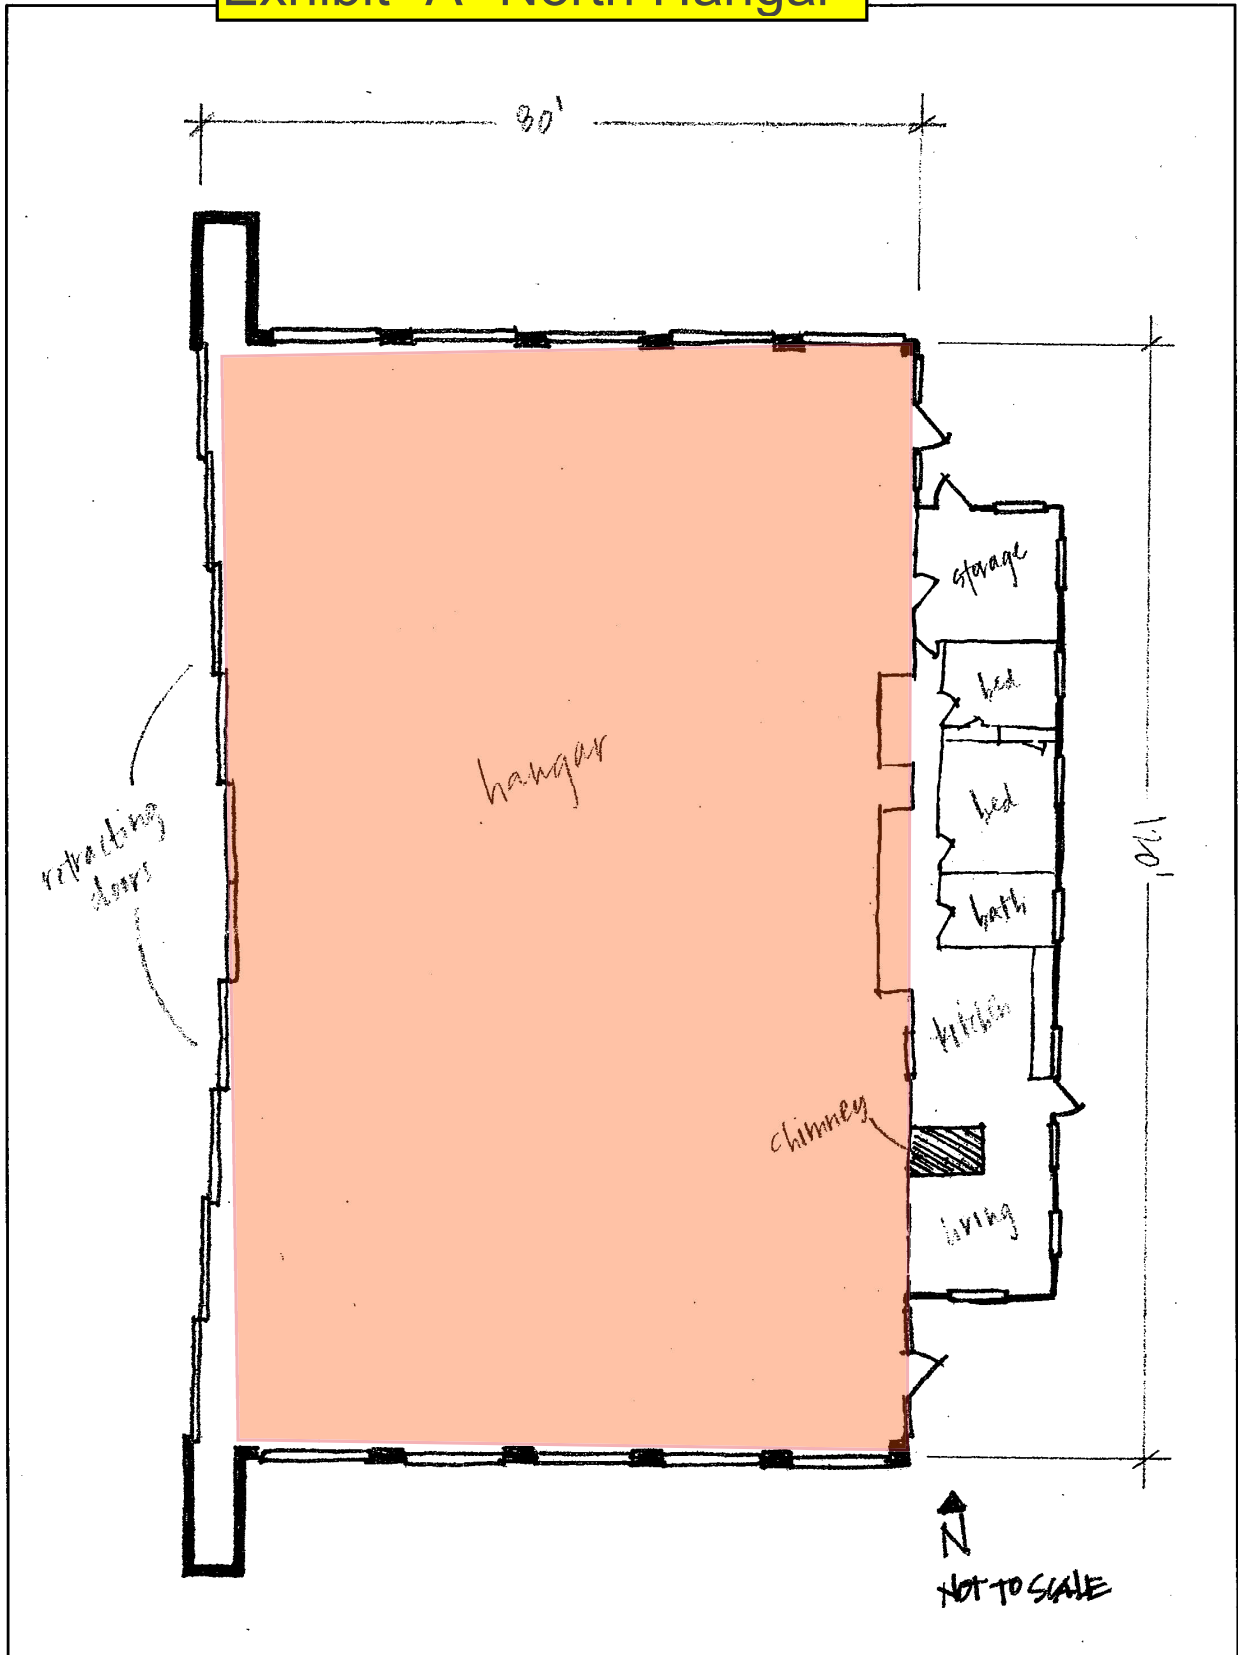 Exhibit "A" North Hangar
80'
storage
bed
hangar
bed
retracting
doors
120'
bath
kitchen
chimney
living
N
NOT TO SCALE